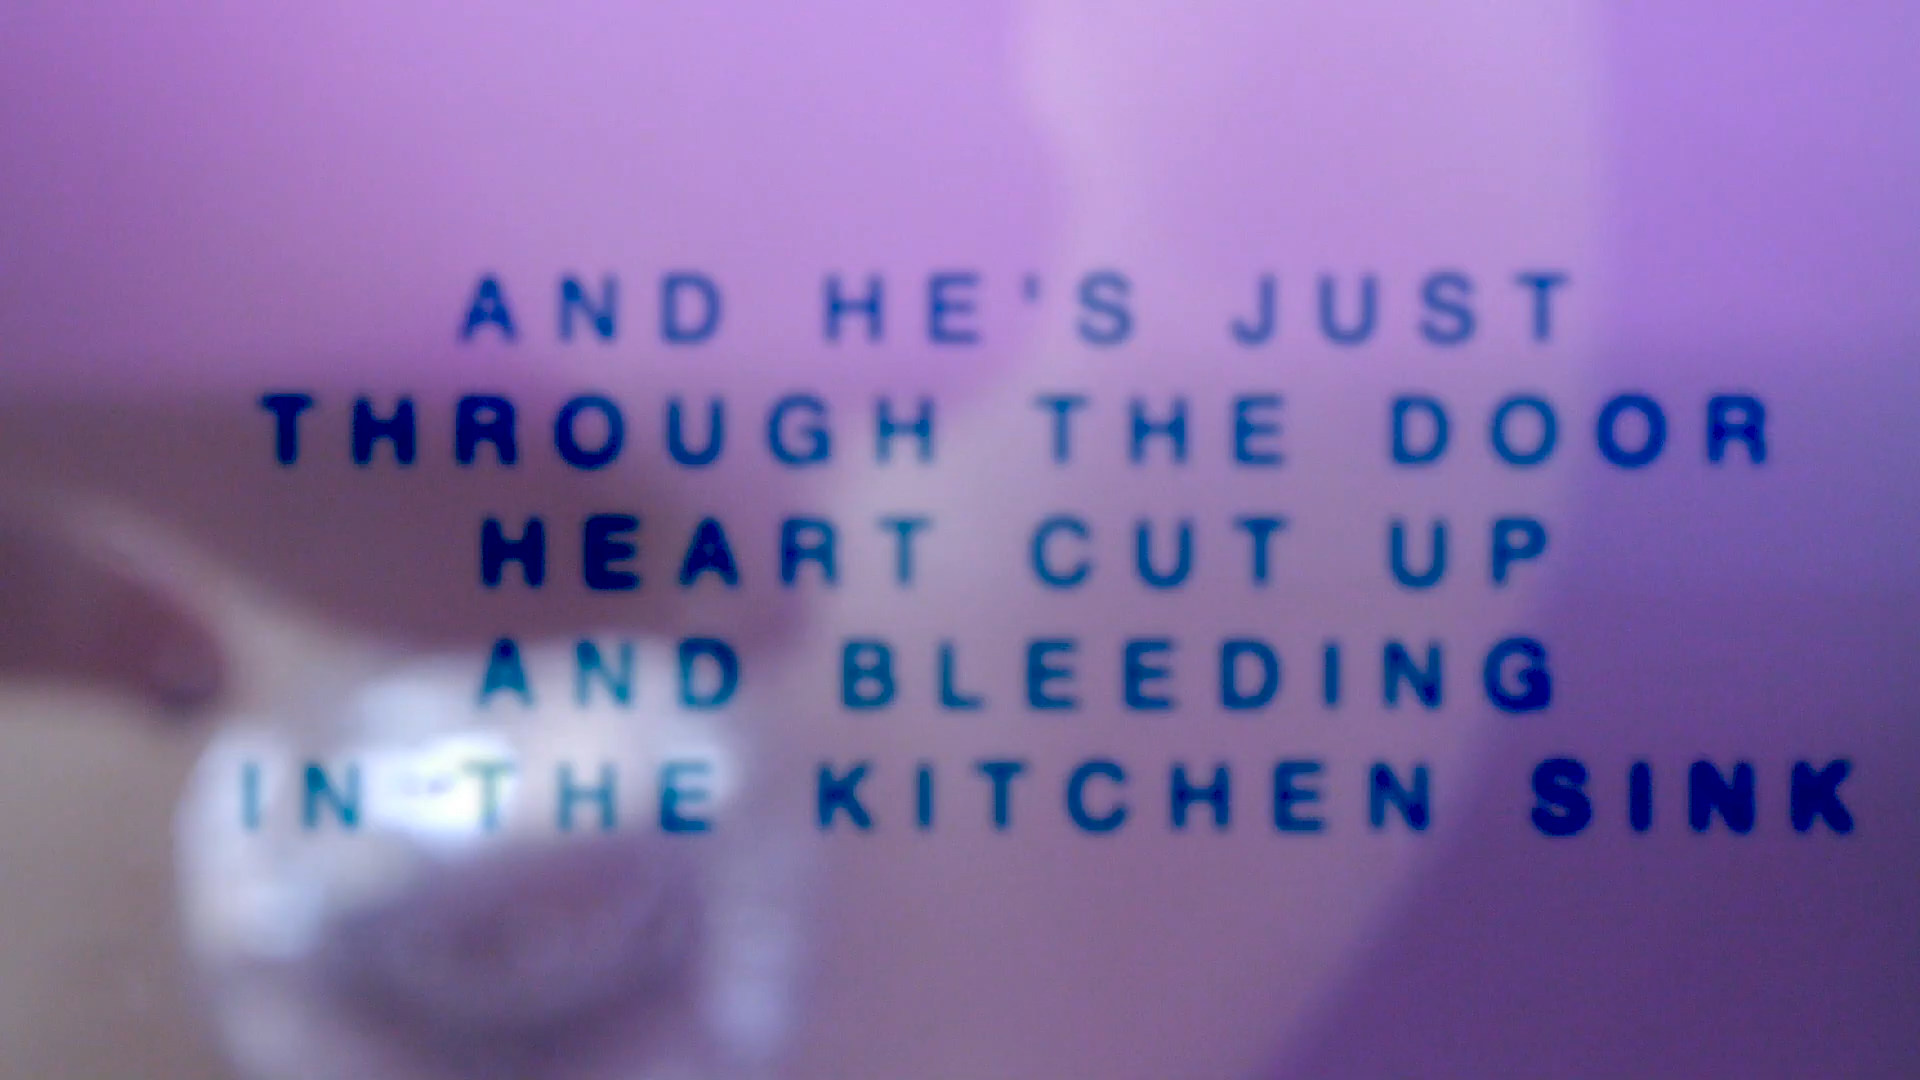 AND HE'S JUST
THROUGH THE DOOR
HEART CUT UP
AND BLEEDING
IN THE KITCHEN SINK